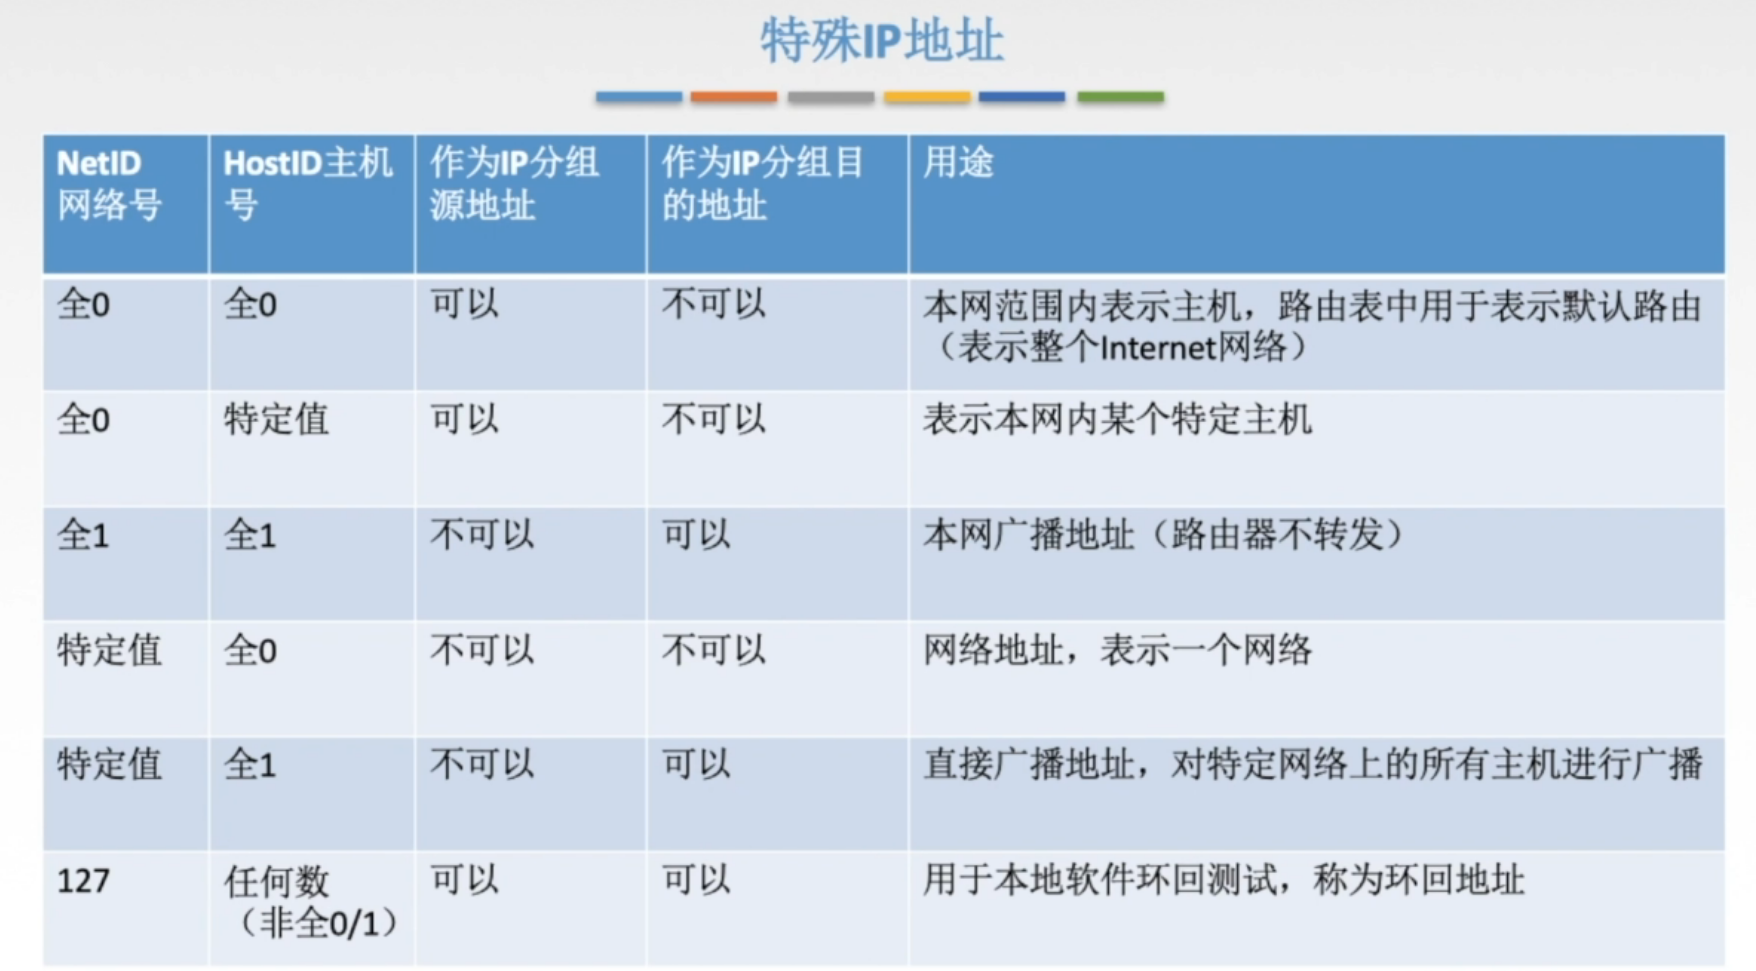 特殊IP地址
NetID
网络号
HostID主机
号
作为IP分组
源地址
作为IP分组目
的地址
用途
全0
全0
可以
不可以
本网范围内表示主机，路由表中用于表示默认路由
（表示整个Internet网络）
全0
特定值
可以
不可以
表示本网内某个特定主机
全1
全1
不可以
可以
本网广播地址（路由器不转发）
特定值
全0
不可以
不可以
网络地址，表示一个网络
特定值
全1
不可以
可以
直接广播地址，对特定网络上的所有主机进行广播
127
任何数
（非全0/1）
可以
可以
用于本地软件环回测试，称为环回地址